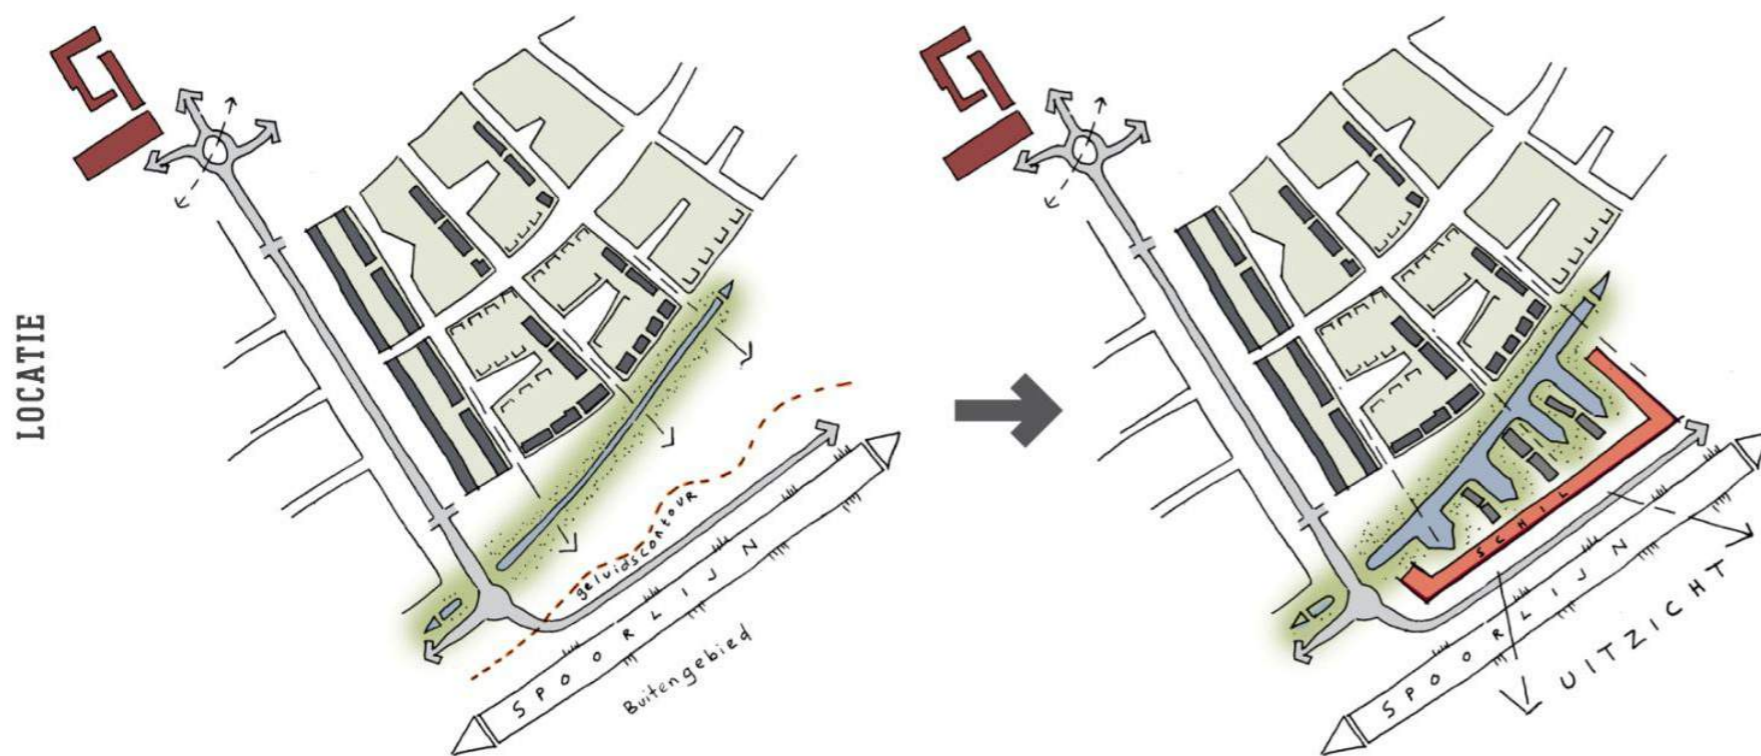 LOCATIE
geluidscontour
SPOORLIJN
Buitengebied
SCHIL
SPOORLIJN
UITZICHT